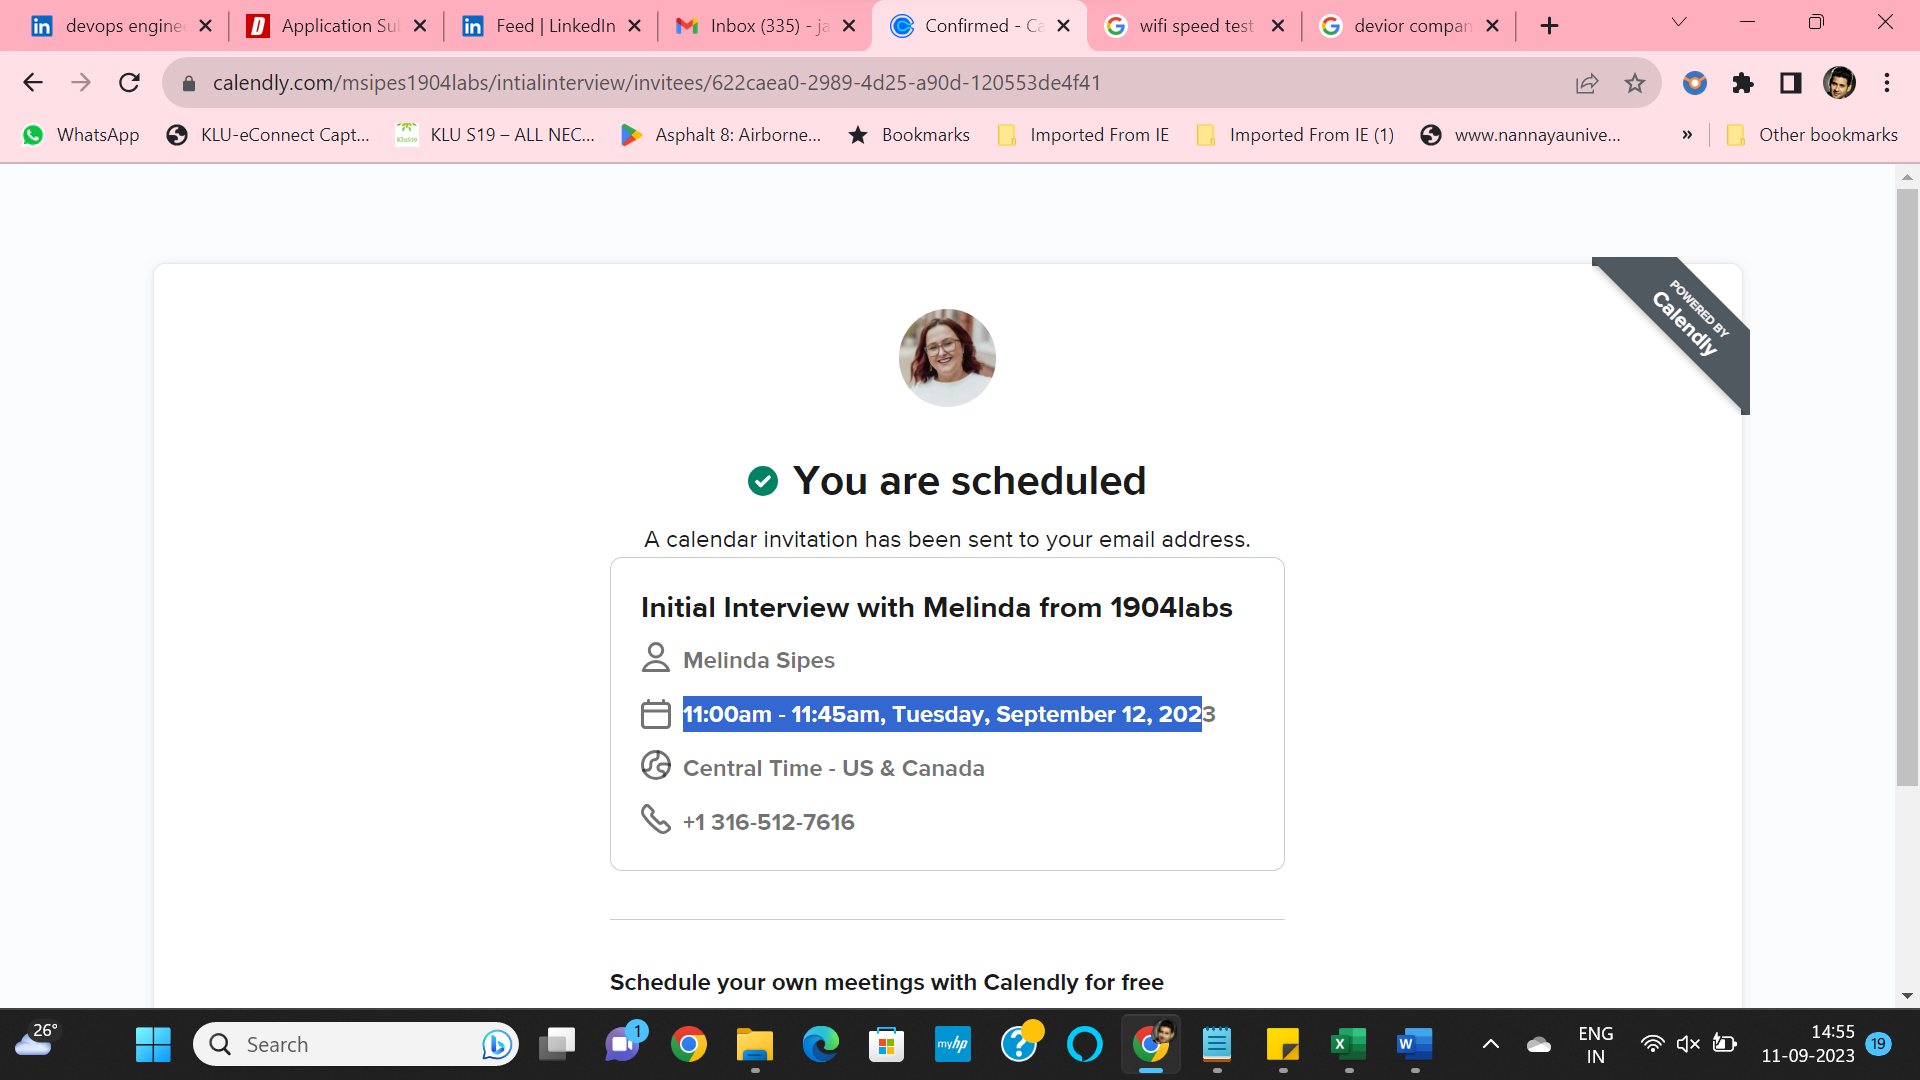 devops enginee
Application Sul
Feed | LinkedIn
Inbox (335) - ja
Confirmed - Ca
wifi speed test
devior compan
calendly.com/msipes1904labs/intialinterview/invitees/622caea0-2989-4d25-a90d-120553de4f41
WhatsApp
KLU-eConnect Capt...
KLU S19 – ALL NEC...
Asphalt 8: Airborne...
Bookmarks
Imported From IE
Imported From IE (1)
www.nannayaunive...
»
Other bookmarks
POWERED BY
Calendly
You are scheduled
A calendar invitation has been sent to your email address.
Initial Interview with Melinda from 1904labs
Melinda Sipes
11:00am - 11:45am, Tuesday, September 12, 2023
Central Time - US & Canada
+1 316-512-7616
Schedule your own meetings with Calendly for free
26°
Search
1
myhp
ENG
IN
14:55
11-09-2023
19